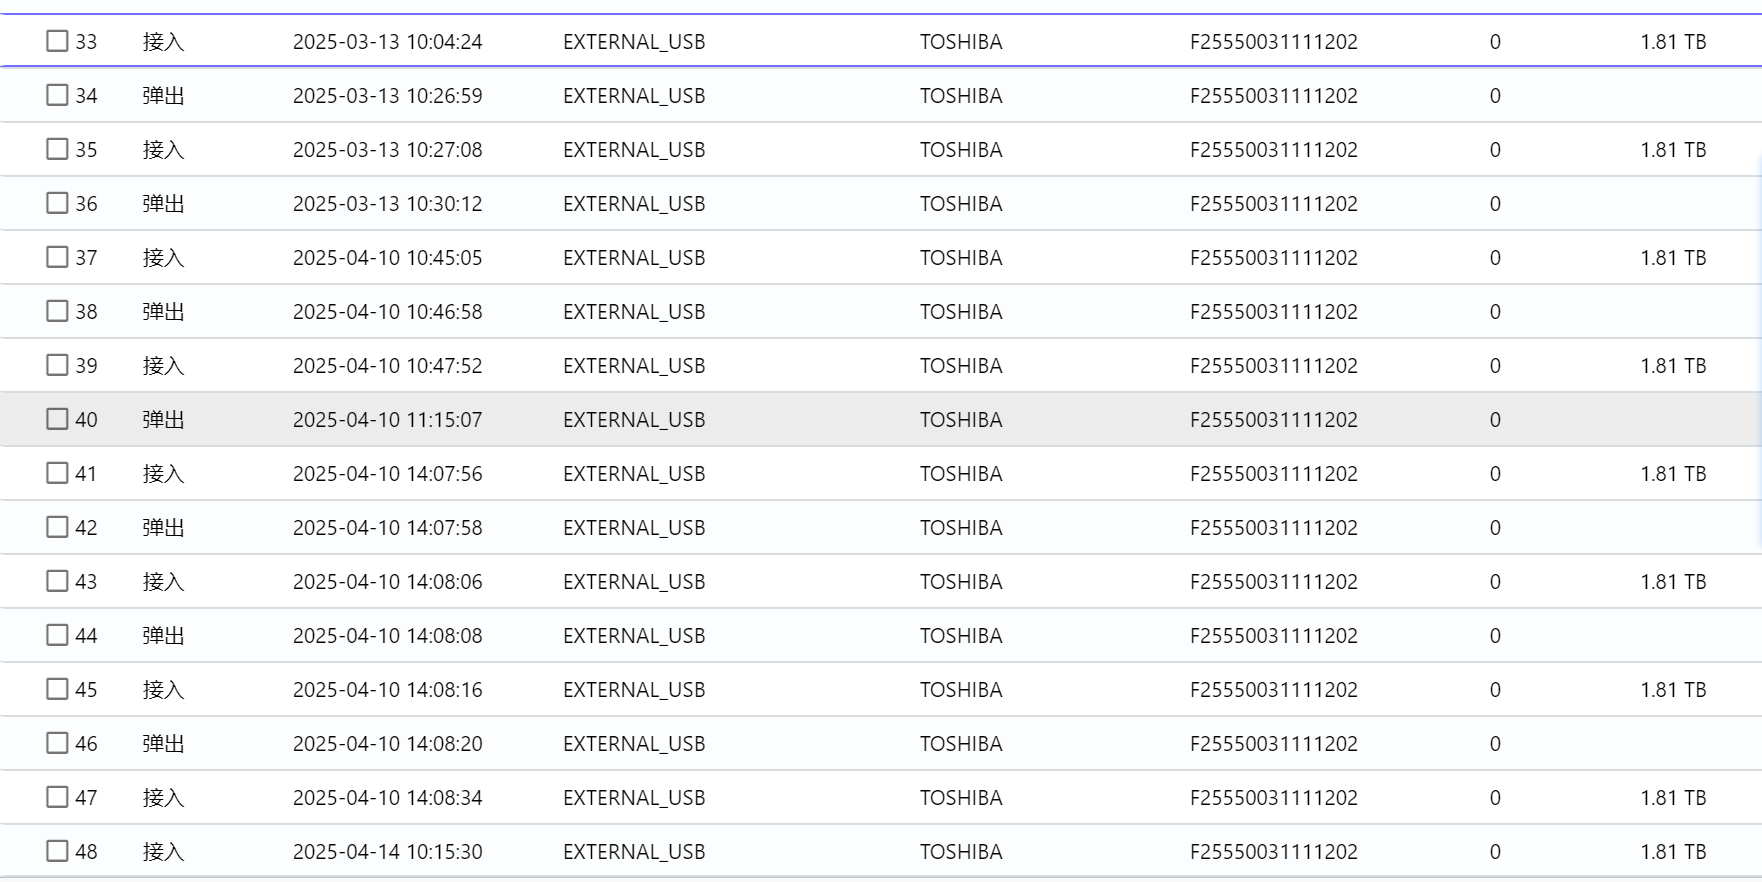 33 接入 2025-03-13 10:04:24 EXTERNAL_USB TOSHIBA F25550031111202 0 1.81 TB
34 弹出 2025-03-13 10:26:59 EXTERNAL_USB TOSHIBA F25550031111202 0
35 接入 2025-03-13 10:27:08 EXTERNAL_USB TOSHIBA F25550031111202 0 1.81 TB
36 弹出 2025-03-13 10:30:12 EXTERNAL_USB TOSHIBA F25550031111202 0
37 接入 2025-04-10 10:45:05 EXTERNAL_USB TOSHIBA F25550031111202 0 1.81 TB
38 弹出 2025-04-10 10:46:58 EXTERNAL_USB TOSHIBA F25550031111202 0
39 接入 2025-04-10 10:47:52 EXTERNAL_USB TOSHIBA F25550031111202 0 1.81 TB
40 弹出 2025-04-10 11:15:07 EXTERNAL_USB TOSHIBA F25550031111202 0
41 接入 2025-04-10 14:07:56 EXTERNAL_USB TOSHIBA F25550031111202 0 1.81 TB
42 弹出 2025-04-10 14:07:58 EXTERNAL_USB TOSHIBA F25550031111202 0
43 接入 2025-04-10 14:08:06 EXTERNAL_USB TOSHIBA F25550031111202 0 1.81 TB
44 弹出 2025-04-10 14:08:08 EXTERNAL_USB TOSHIBA F25550031111202 0
45 接入 2025-04-10 14:08:16 EXTERNAL_USB TOSHIBA F25550031111202 0 1.81 TB
46 弹出 2025-04-10 14:08:20 EXTERNAL_USB TOSHIBA F25550031111202 0
47 接入 2025-04-10 14:08:34 EXTERNAL_USB TOSHIBA F25550031111202 0 1.81 TB
48 接入 2025-04-14 10:15:30 EXTERNAL_USB TOSHIBA F25550031111202 0 1.81 TB